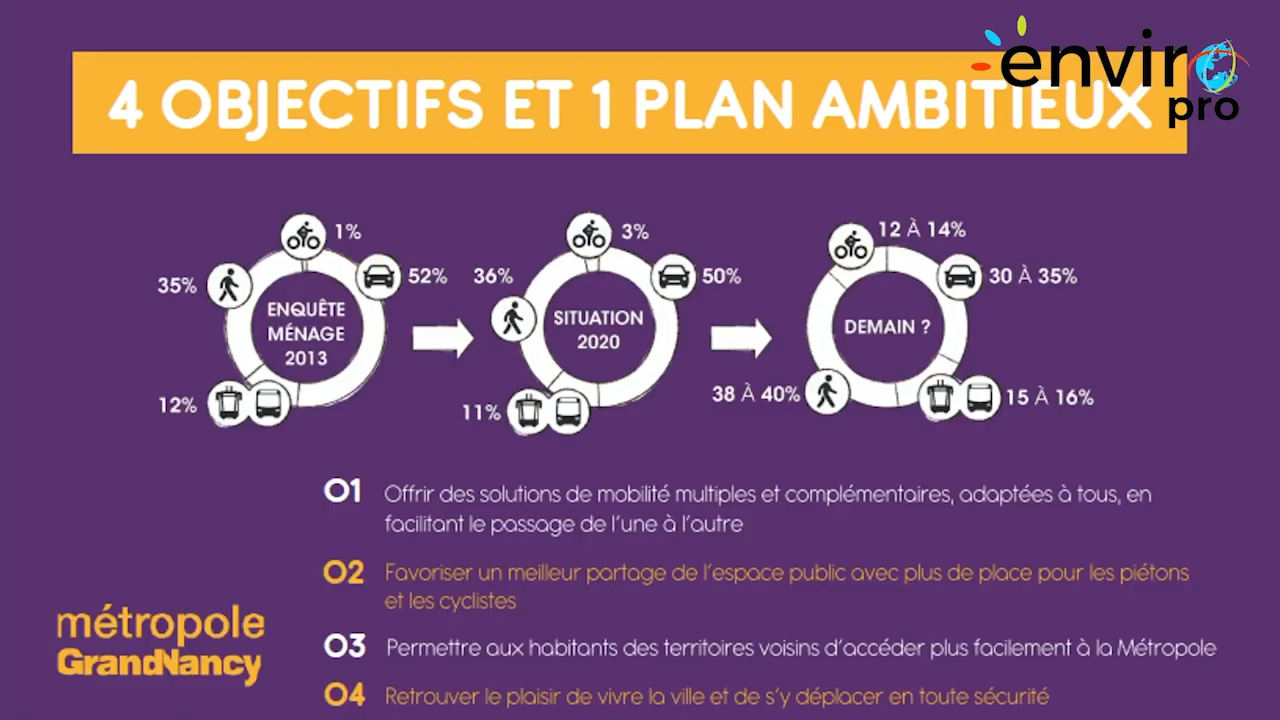 enviro
pro
4 OBJECTIFS ET 1 PLAN AMBITIEUX
1%
35%
52%
ENQUÊTE
MÉNAGE
2013
12%
3%
36%
50%
SITUATION
2020
11%
12 À 14%
30 À 35%
DEMAIN ?
38 À 40%
15 À 16%
01 Offrir des solutions de mobilité multiples et complémentaires, adaptées à tous, en
facilitant le passage de l'une à l'autre
02 Favoriser un meilleur partage de l'espace public avec plus de place pour les piétons
et les cyclistes
03 Permettre aux habitants des territoires voisins d'accéder plus facilement à la Métropole
04 Retrouver le plaisir de vivre la ville et de s'y déplacer en toute sécurité
métropole
GrandNancy